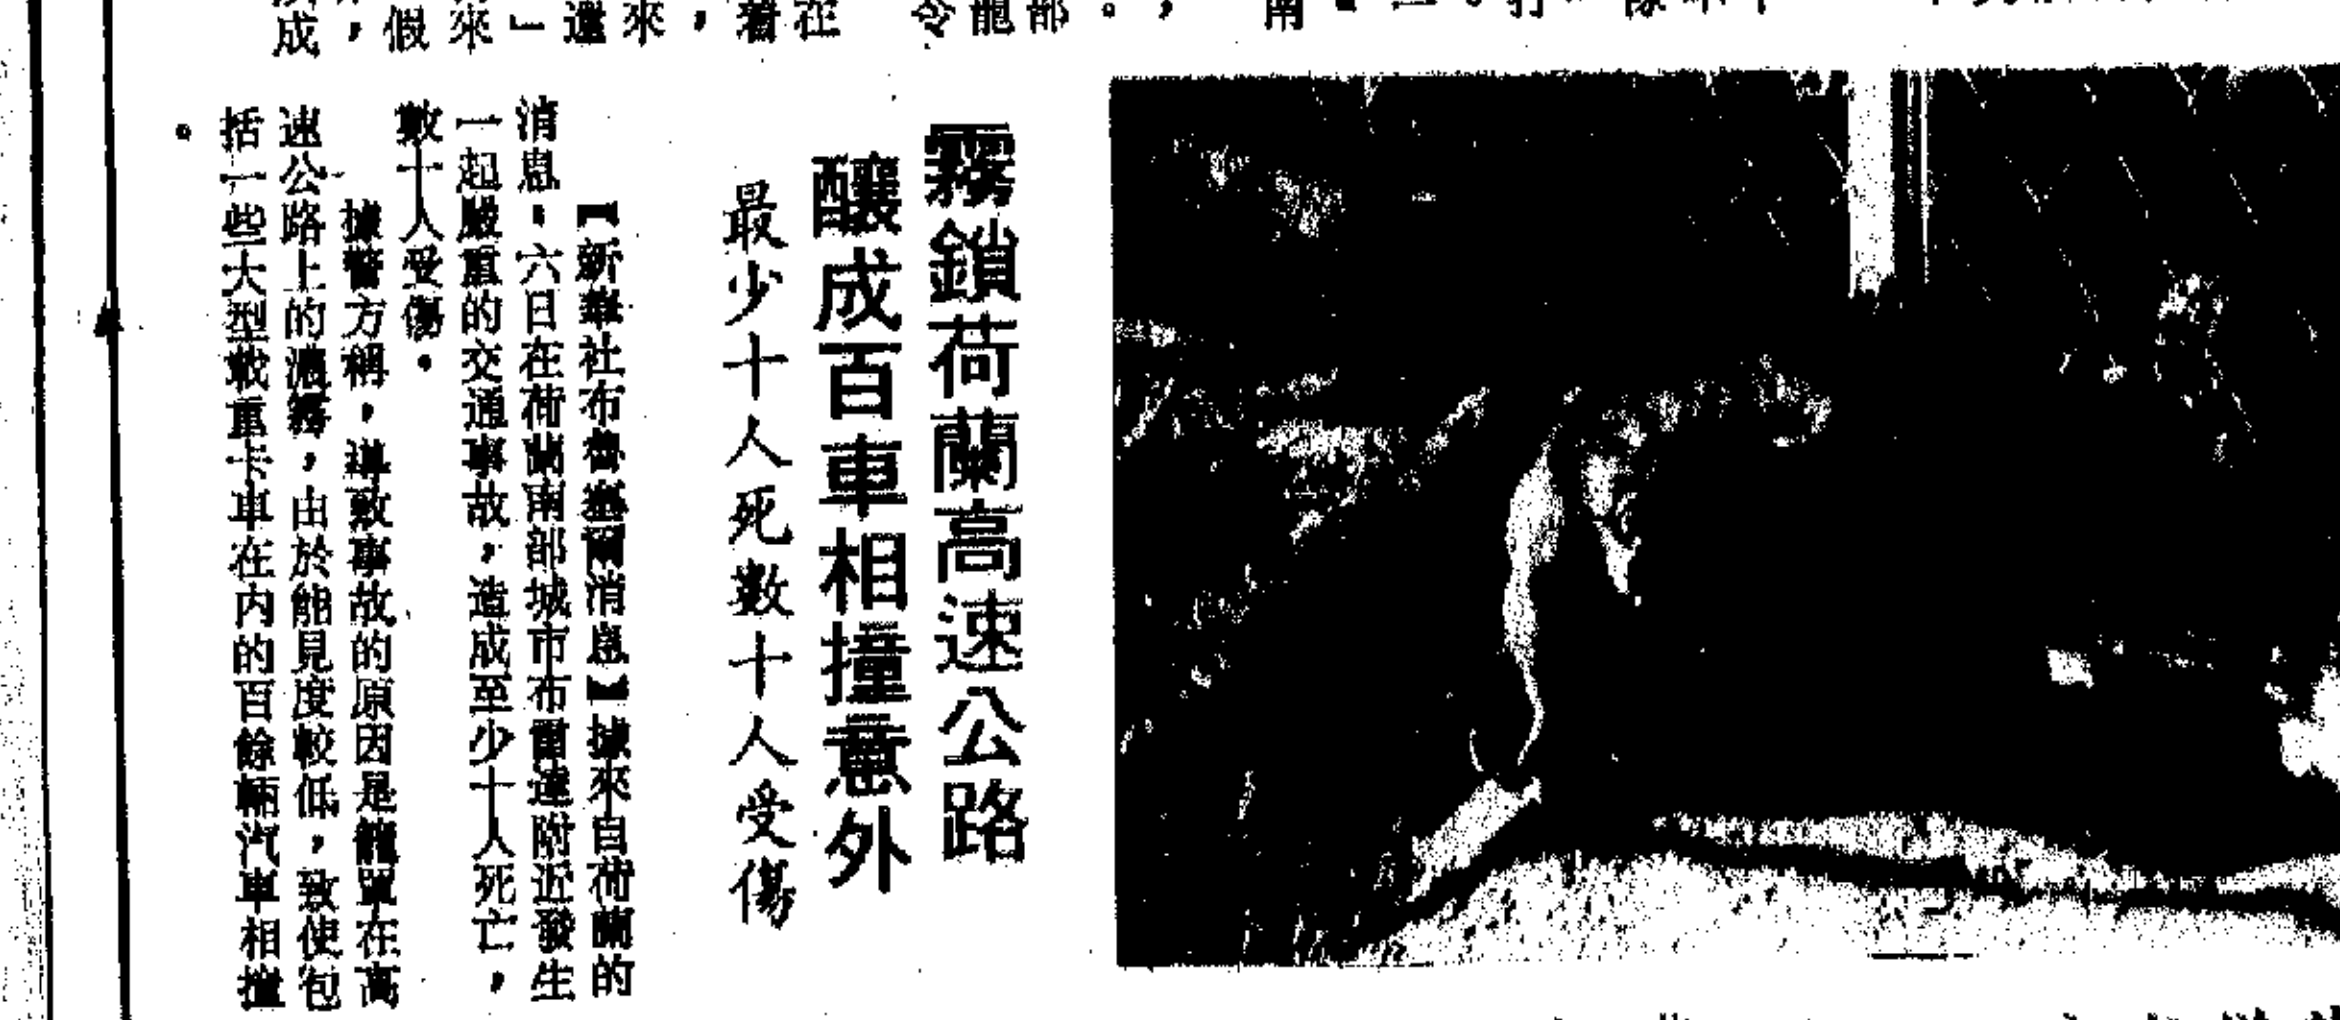 霧鎖荷蘭高速公路
釀成百車相撞意外
最少十人死數十人受傷
【新華社布魯塞爾消息】據來自荷蘭的
消息，六日在荷蘭南部城市布雷達附近發生
一起嚴重的交通事故，造成至少十人死亡，
數十人受傷。
據警方稱，導致事故的原因是籠罩在高
速公路上的濃霧，由於能見度較低，致使包
括一些大型載重卡車在内的百餘輛汽車相撞
。